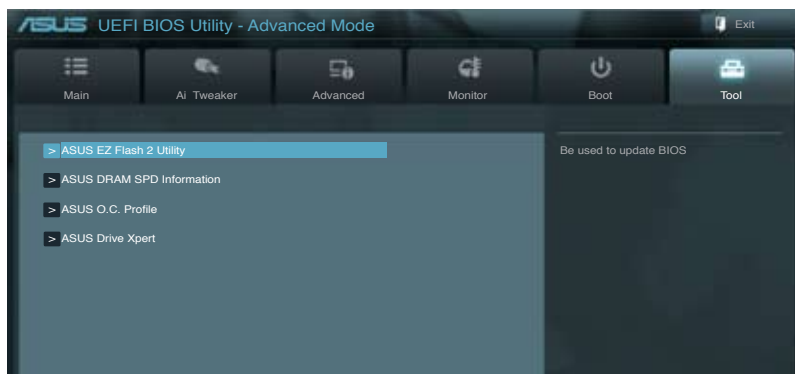 ASUS UEFI BIOS Utility - Advanced Mode
Exit
Main
Ai Tweaker
Advanced
Monitor
Boot
Tool
> ASUS EZ Flash 2 Utility
> ASUS DRAM SPD Information
> ASUS O.C. Profile
> ASUS Drive Xpert
Be used to update BIOS